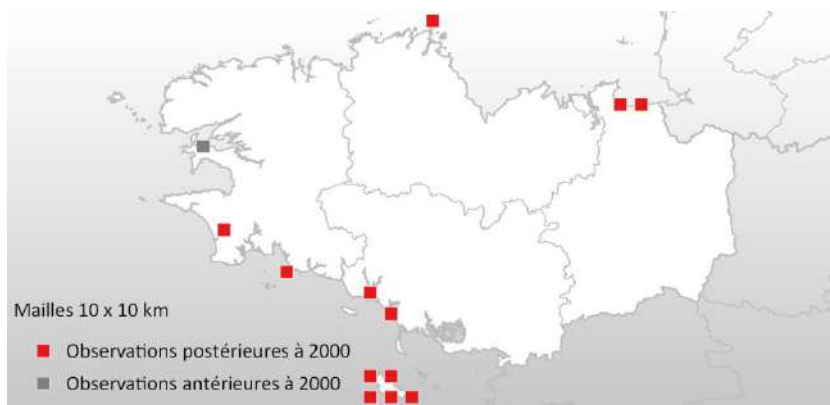 Mailles 10 x 10 km
Observations postérieures à 2000
Observations antérieures à 2000